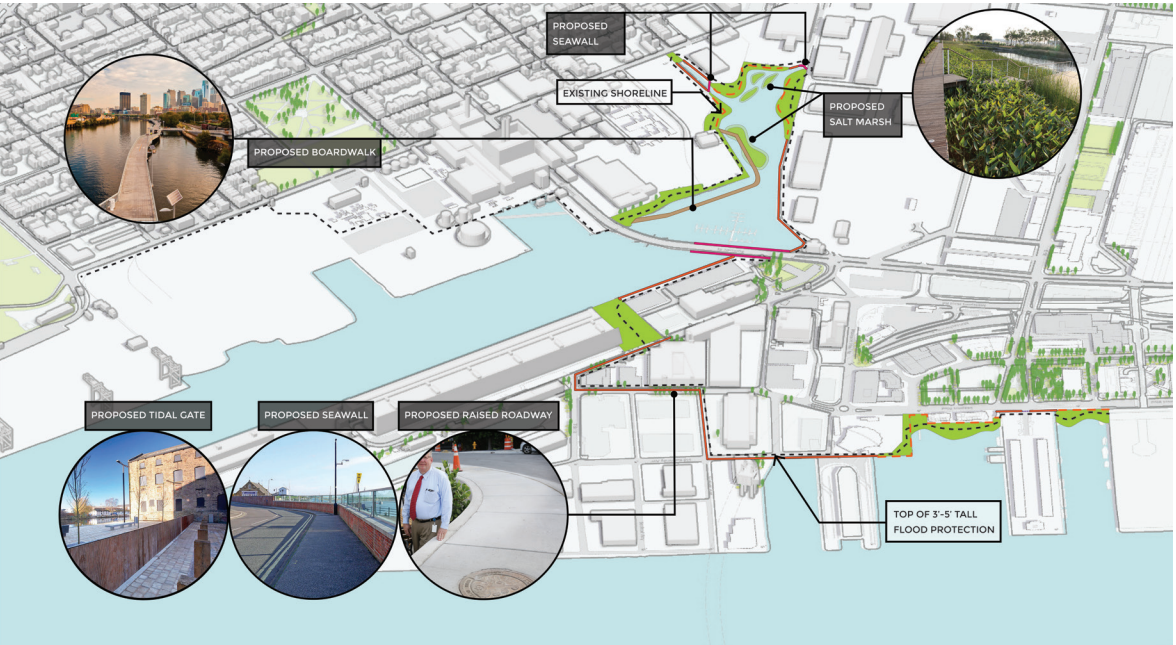 PROPOSED
SEAWALL
EXISTING SHORELINE
PROPOSED
SALT MARSH
PROPOSED BOARDWALK
PROPOSED TIDAL GATE
PROPOSED SEAWALL
PROPOSED RAISED ROADWAY
TOP OF 3'-5' TALL
FLOOD PROTECTION